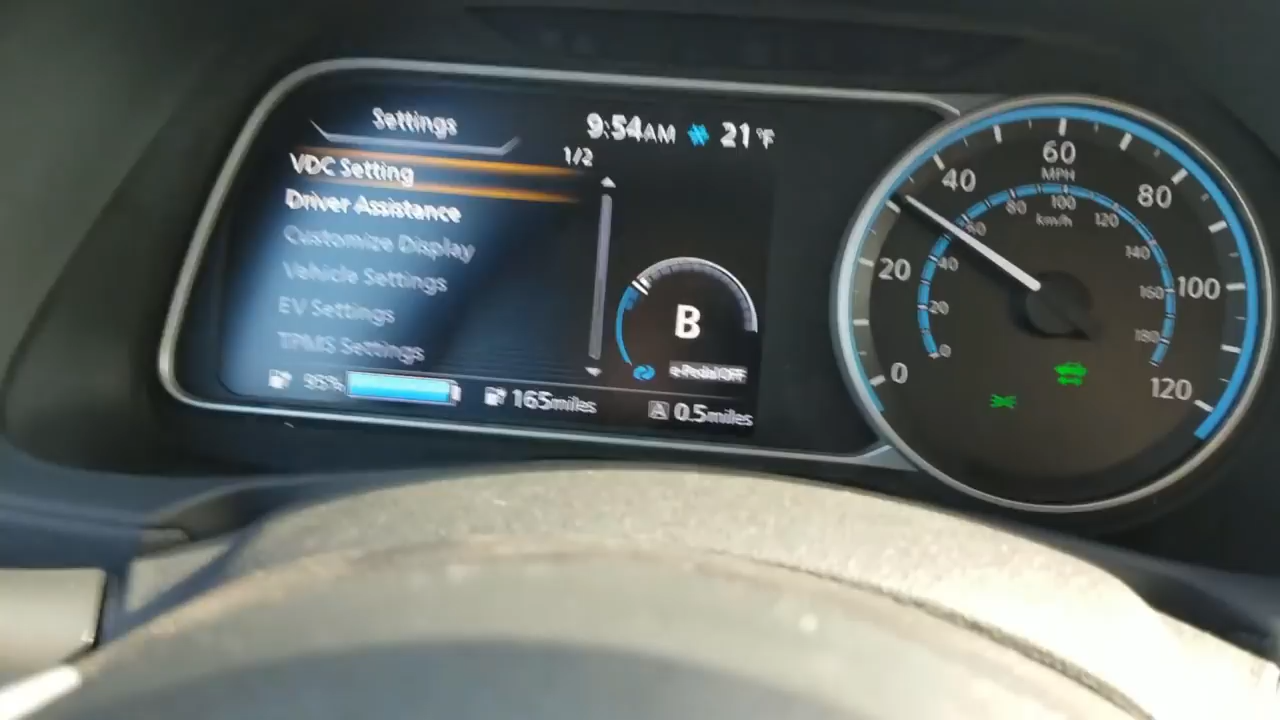 Settings
9:54AM 21°F
1/2
VDC Setting
Driver Assistance
Customize Display
Vehicle Settings
EV Settings
TPMS Settings
B
e-Pedal OFF
95% 165miles A 0.5miles
0 20 40 60 80 100 120
MPH
0 20 40 60 80 100 120 140 160 180
km/h